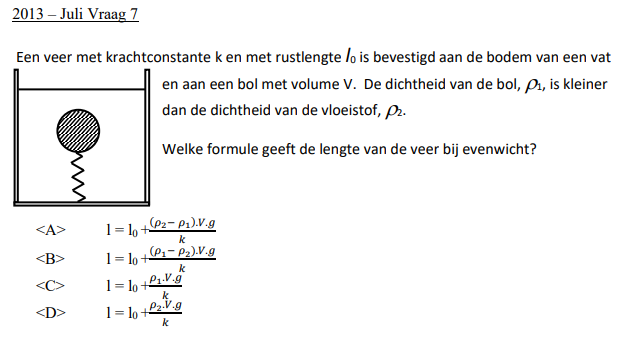 2013 – Juli Vraag 7
Een veer met krachtconstante k en met rustlengte l₀ is bevestigd aan de bodem van een vat
en aan een bol met volume V. De dichtheid van de bol, ρ₁, is kleiner
dan de dichtheid van de vloeistof, ρ₂.
Welke formule geeft de lengte van de veer bij evenwicht?
<A> l = l₀ + (ρ₂− ρ₁).V.g / k
<B> l = l₀ + (ρ₁− ρ₂).V.g / k
<C> l = l₀ + ρ₁.V.g / k
<D> l = l₀ + ρ₂.V.g / k